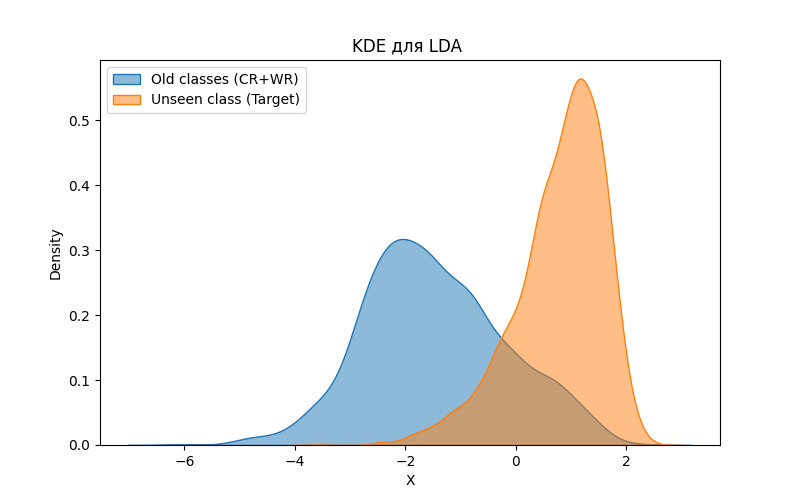 KDE для LDA
Old classes (CR+WR)
Unseen class (Target)
Density
0.5
0.4
0.3
0.2
0.1
0.0
−6
−4
−2
0
2
X